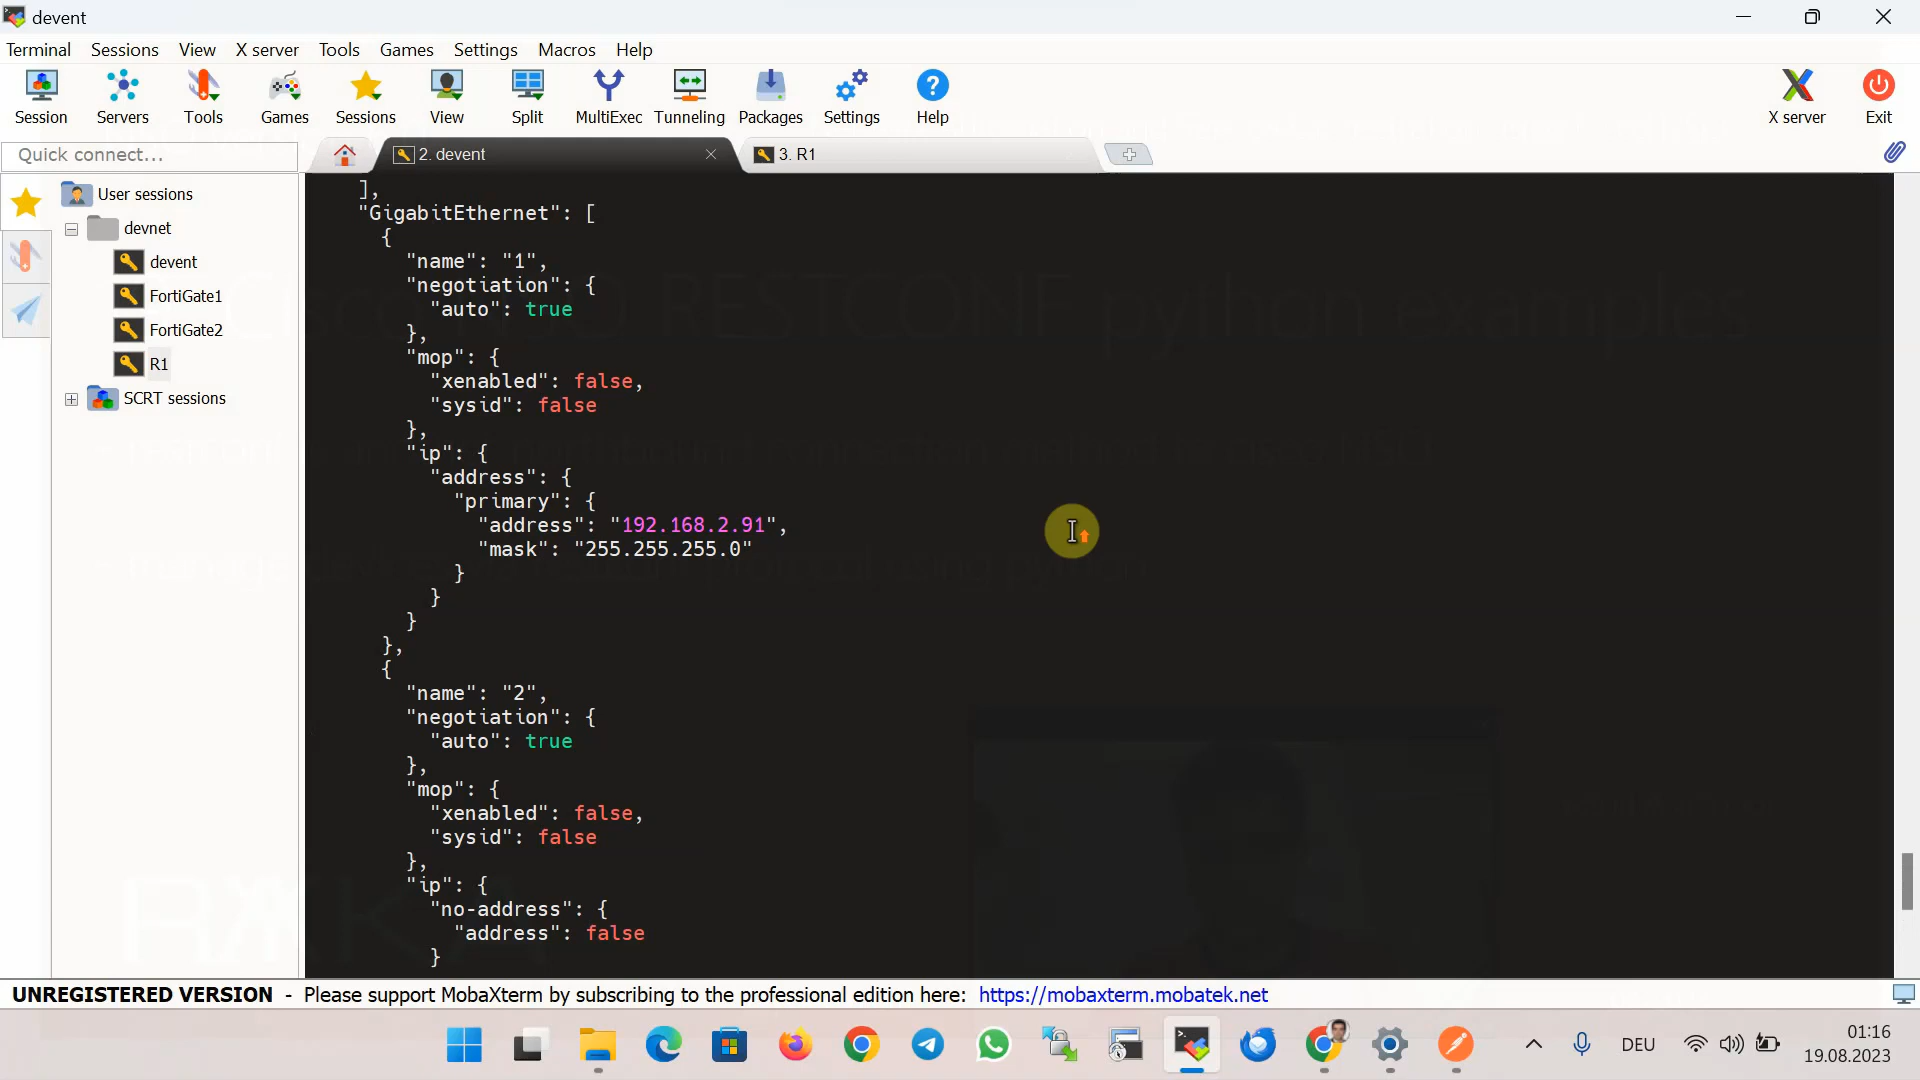 devent
Terminal Sessions View X server Tools Games Settings Macros Help
Session Servers Tools Games Sessions View Split MultiExec Tunneling Packages Settings Help X server Exit
Quick connect...
2. devent
3. R1
User sessions
devnet
devent
FortiGate1
FortiGate2
R1
SCRT sessions
],
"GigabitEthernet": [
{
"name": "1",
"negotiation": {
"auto": true
},
"mop": {
"xenabled": false,
"sysid": false
},
"ip": {
"address": {
"primary": {
"address": "192.168.2.91",
"mask": "255.255.255.0"
}
}
}
},
{
"name": "2",
"negotiation": {
"auto": true
},
"mop": {
"xenabled": false,
"sysid": false
},
"ip": {
"no-address": {
"address": false
}
RESTCONF python examples
UNREGISTERED VERSION - Please support MobaXterm by subscribing to the professional edition here: https://mobaxterm.mobatek.net
DEU
01:16
19.08.2023